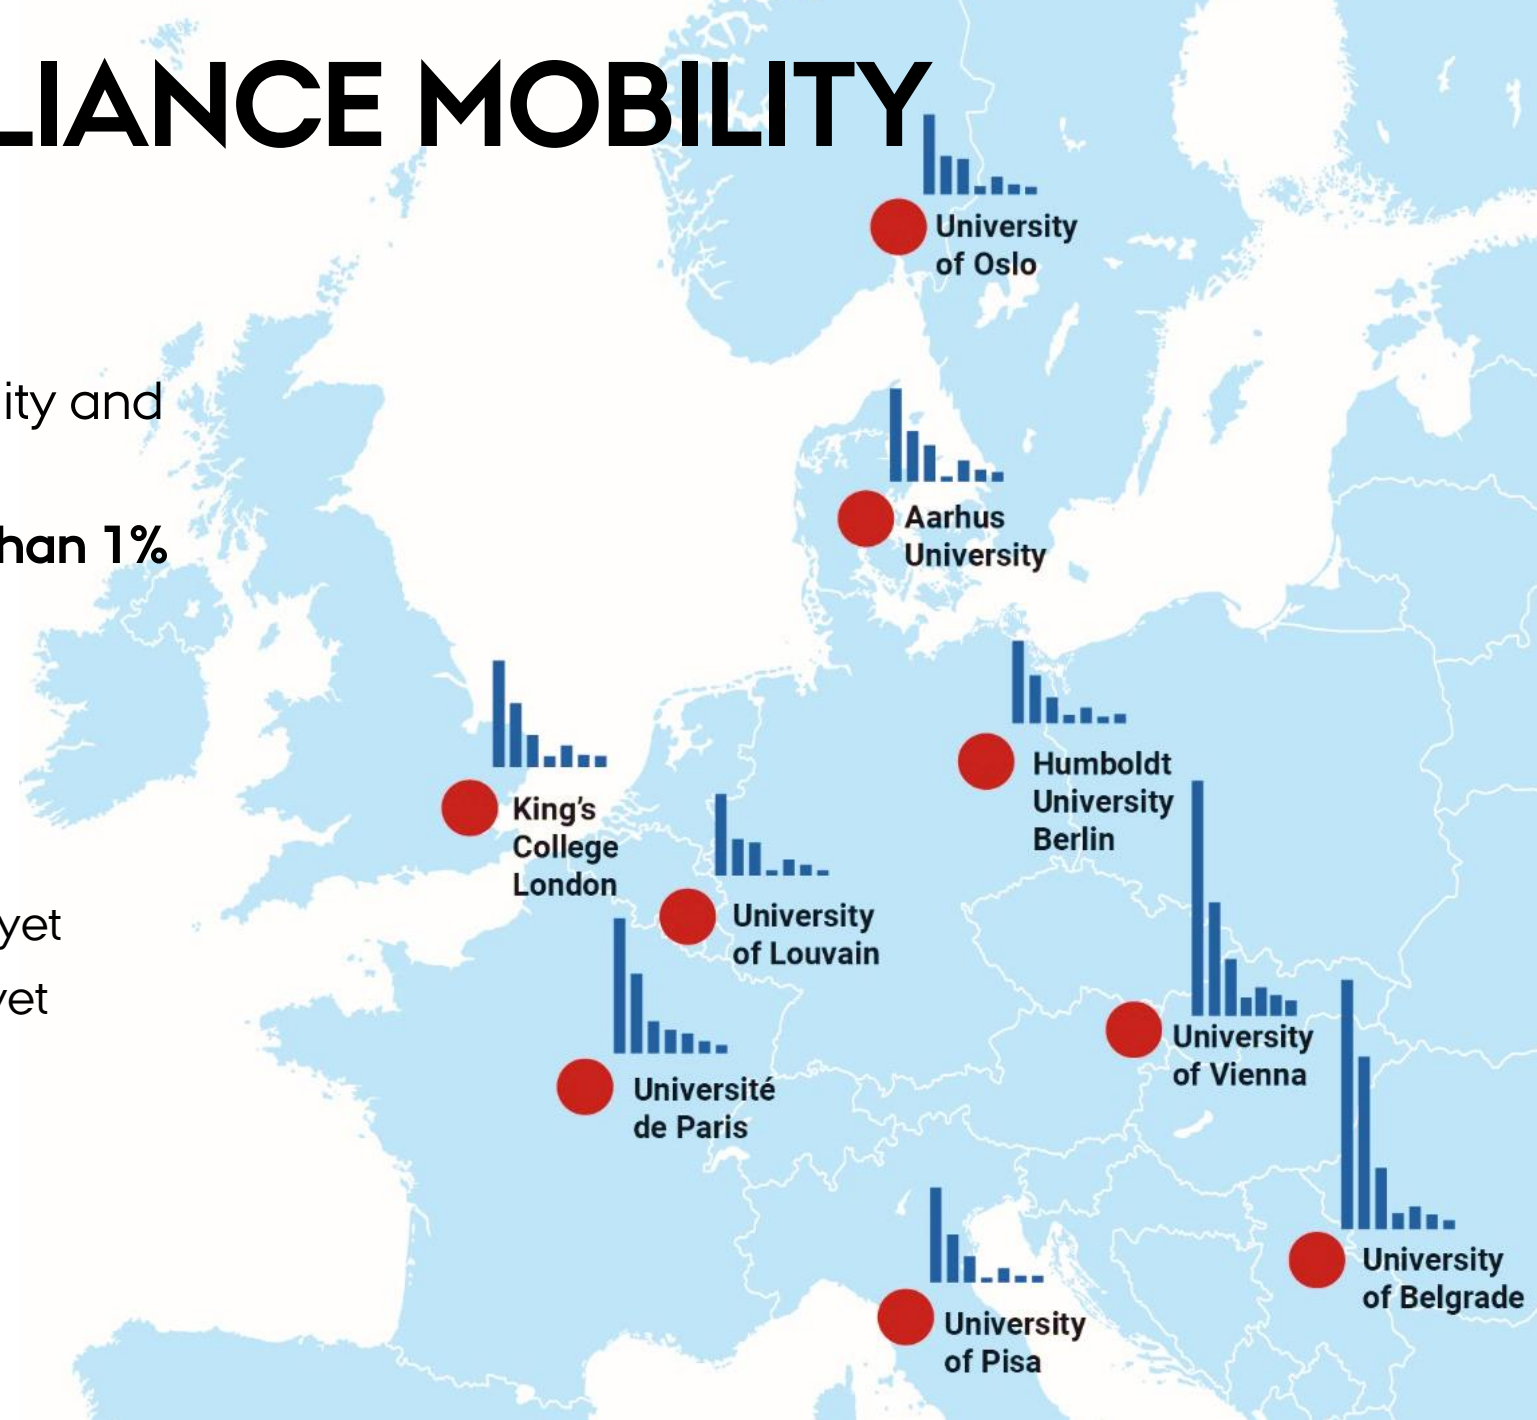 LIANCE MOBILITY
University
of Oslo
ity and
Aarhus
University
han 1%
Humboldt
University
Berlin
King's
College
London
University
of Louvain
yet
yet
University
of Vienna
Université
de Paris
University
of Belgrade
University
of Pisa